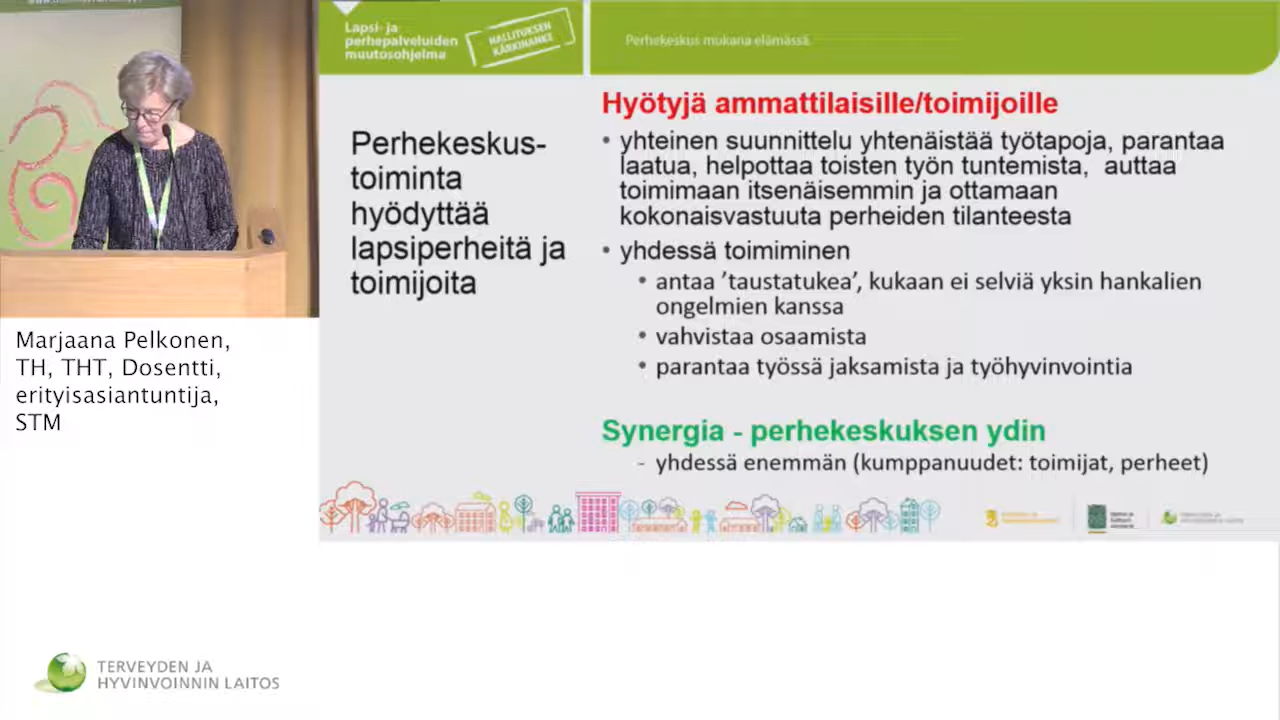 Lapsi- ja
perhepalveluiden
muutosohjelma
HALLITUKSEN
KÄRKIHANKE
Perhekeskus mukana elämässä
Perhekeskus-
toiminta
hyödyttää
lapsiperheitä ja
toimijoita
Hyötyjä ammattilaisille/toimijoille
• yhteinen suunnittelu yhtenäistää työtapoja, parantaa
laatua, helpottaa toisten työn tuntemista, auttaa
toimimaan itsenäisemmin ja ottamaan
kokonaisvastuuta perheiden tilanteesta
• yhdessä toimiminen
• antaa ’taustatukea’, kukaan ei selviä yksin hankalien
ongelmien kanssa
• vahvistaa osaamista
• parantaa työssä jaksamista ja työhyvinvointia
Synergia - perhekeskuksen ydin
- yhdessä enemmän (kumppanuudet: toimijat, perheet)
Marjaana Pelkonen,
TH, THT, Dosentti,
erityisasiantuntija,
STM
TERVEYDEN JA
HYVINVOINNIN LAITOS